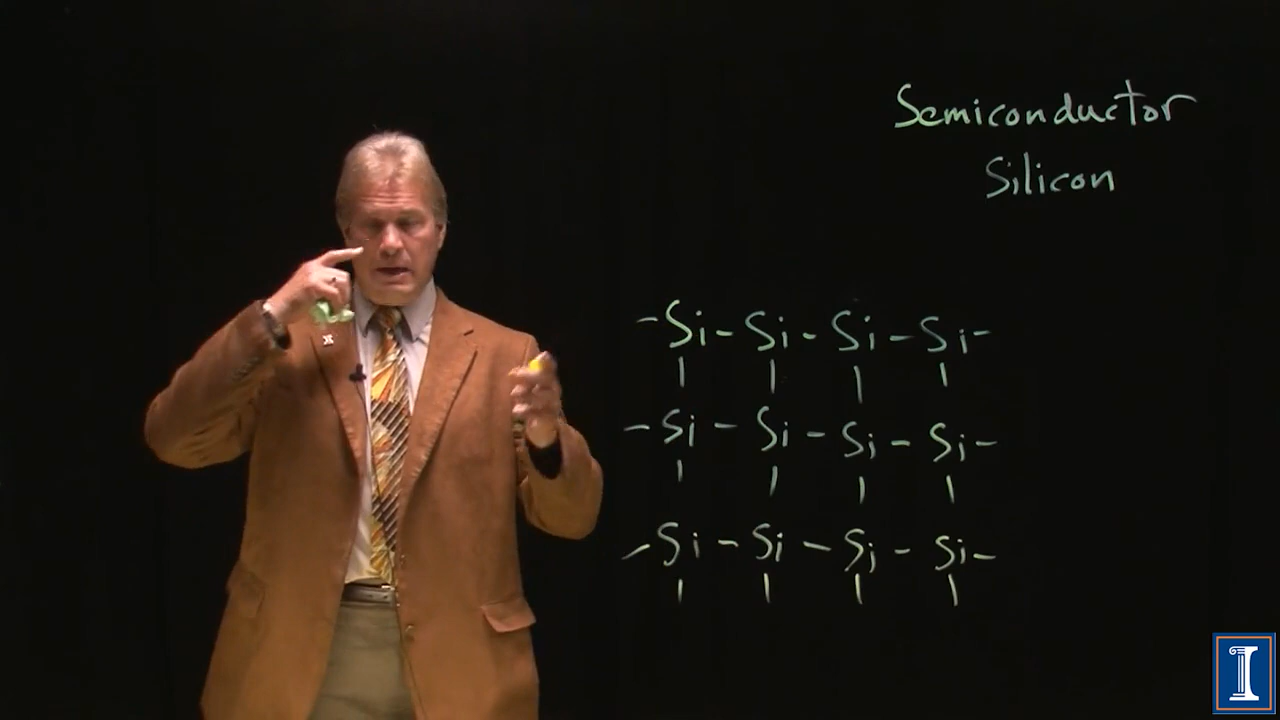 Semiconductor
Silicon
- Si - Si - Si - Si -
| | | |
- Si - Si - Si - Si -
| | | |
- Si - Si - Si - Si -
| | | |
I